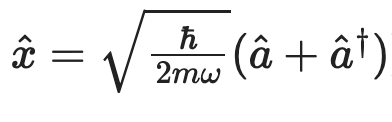 x̂ = √(ħ/2mω) (â + â†)